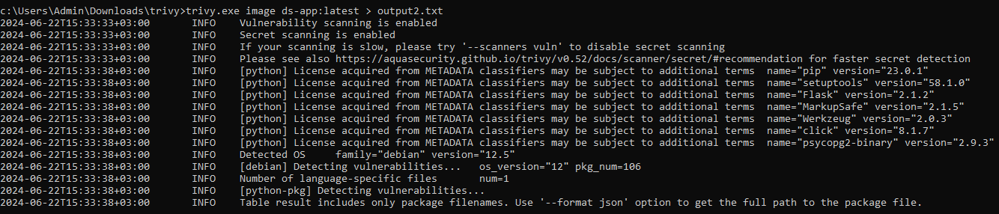 c:\Users\Admin\Downloads\trivy>trivy.exe image ds-app:latest > output2.txt
2024-06-22T15:33:33+03:00 INFO Vulnerability scanning is enabled
2024-06-22T15:33:33+03:00 INFO Secret scanning is enabled
2024-06-22T15:33:33+03:00 INFO If your scanning is slow, please try '--scanners vuln' to disable secret scanning
2024-06-22T15:33:33+03:00 INFO Please see also https://aquasecurity.github.io/trivy/v0.52/docs/scanner/secret/#recommendation for faster secret detection
2024-06-22T15:33:38+03:00 INFO [python] License acquired from METADATA classifiers may be subject to additional terms name="pip" version="23.0.1"
2024-06-22T15:33:38+03:00 INFO [python] License acquired from METADATA classifiers may be subject to additional terms name="setuptools" version="58.1.0"
2024-06-22T15:33:38+03:00 INFO [python] License acquired from METADATA classifiers may be subject to additional terms name="Flask" version="2.1.2"
2024-06-22T15:33:38+03:00 INFO [python] License acquired from METADATA classifiers may be subject to additional terms name="MarkupSafe" version="2.1.5"
2024-06-22T15:33:38+03:00 INFO [python] License acquired from METADATA classifiers may be subject to additional terms name="Werkzeug" version="2.0.3"
2024-06-22T15:33:38+03:00 INFO [python] License acquired from METADATA classifiers may be subject to additional terms name="click" version="8.1.7"
2024-06-22T15:33:38+03:00 INFO [python] License acquired from METADATA classifiers may be subject to additional terms name="psycopg2-binary" version="2.9.3"
2024-06-22T15:33:38+03:00 INFO Detected OS family="debian" version="12.5"
2024-06-22T15:33:38+03:00 INFO [debian] Detecting vulnerabilities... os_version="12" pkg_num=106
2024-06-22T15:33:38+03:00 INFO Number of language-specific files num=1
2024-06-22T15:33:38+03:00 INFO [python-pkg] Detecting vulnerabilities...
2024-06-22T15:33:38+03:00 INFO Table result includes only package filenames. Use '--format json' option to get the full path to the package file.